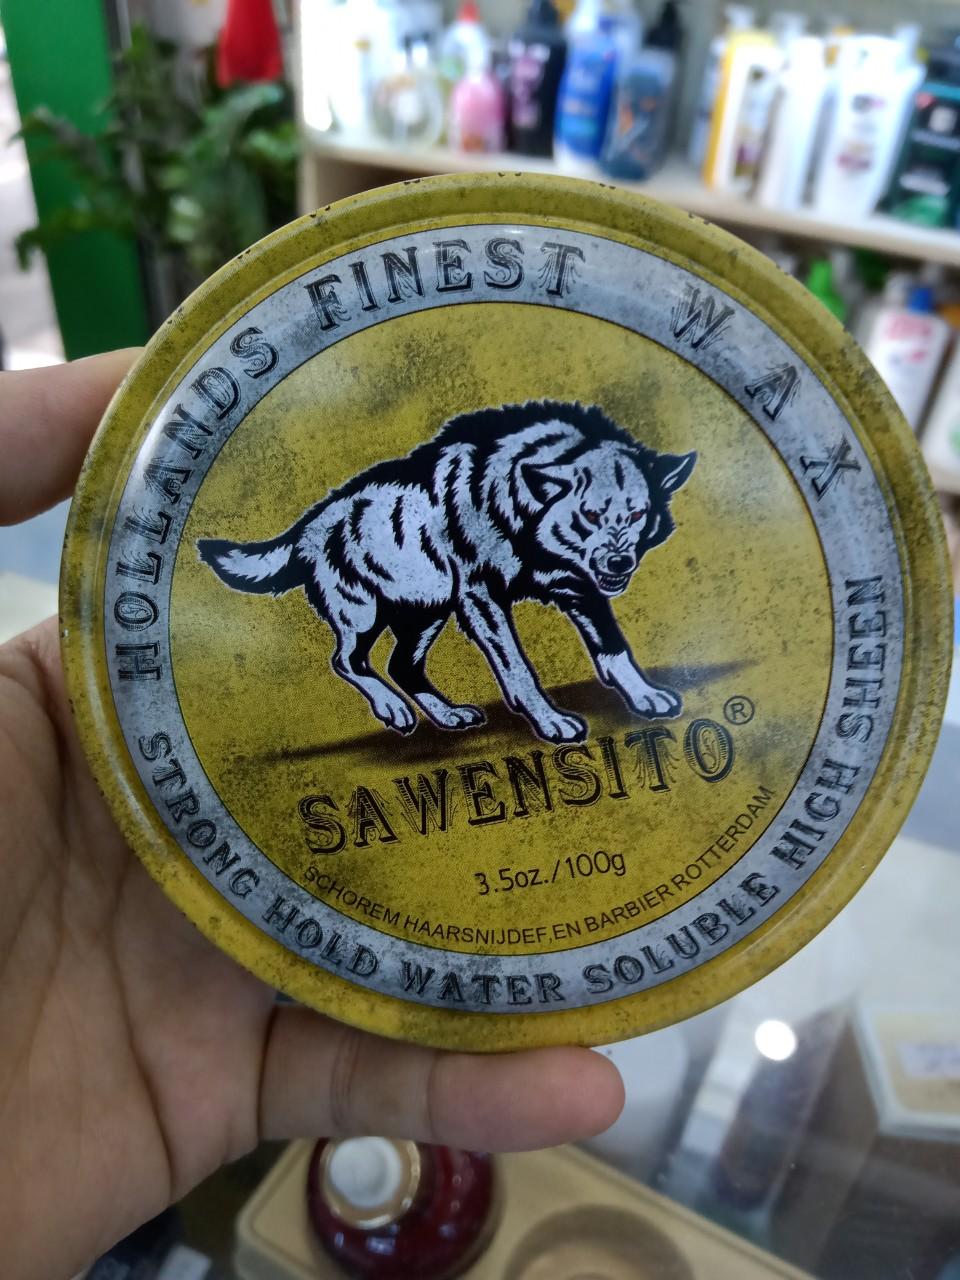 HOLLANDS FINEST WAX
SAWENSITO®
3.5oz./100g
SCHOREM HAARSNIJDEF,EN BARBIER ROTTERDAM
STRONG HOLD WATER SOLUBLE HIGH SHEEN